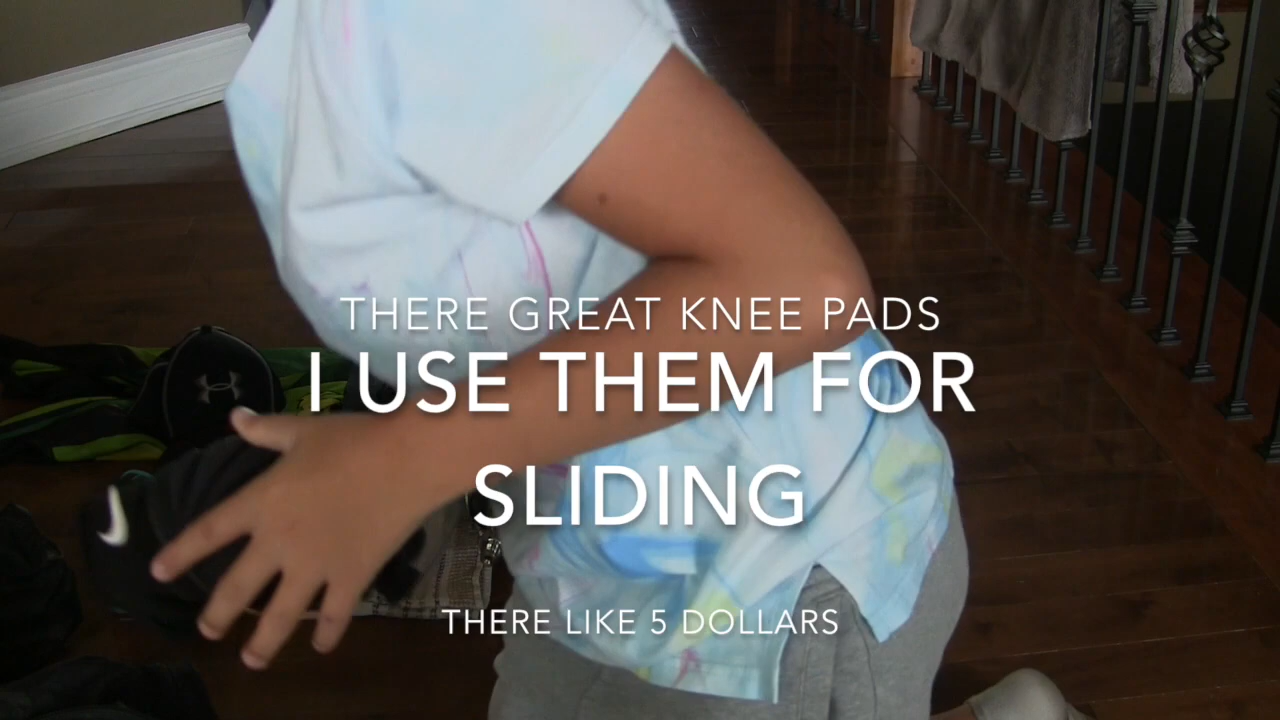 THERE GREAT KNEE PADS
I USE THEM FOR
SLIDING
THERE LIKE 5 DOLLARS